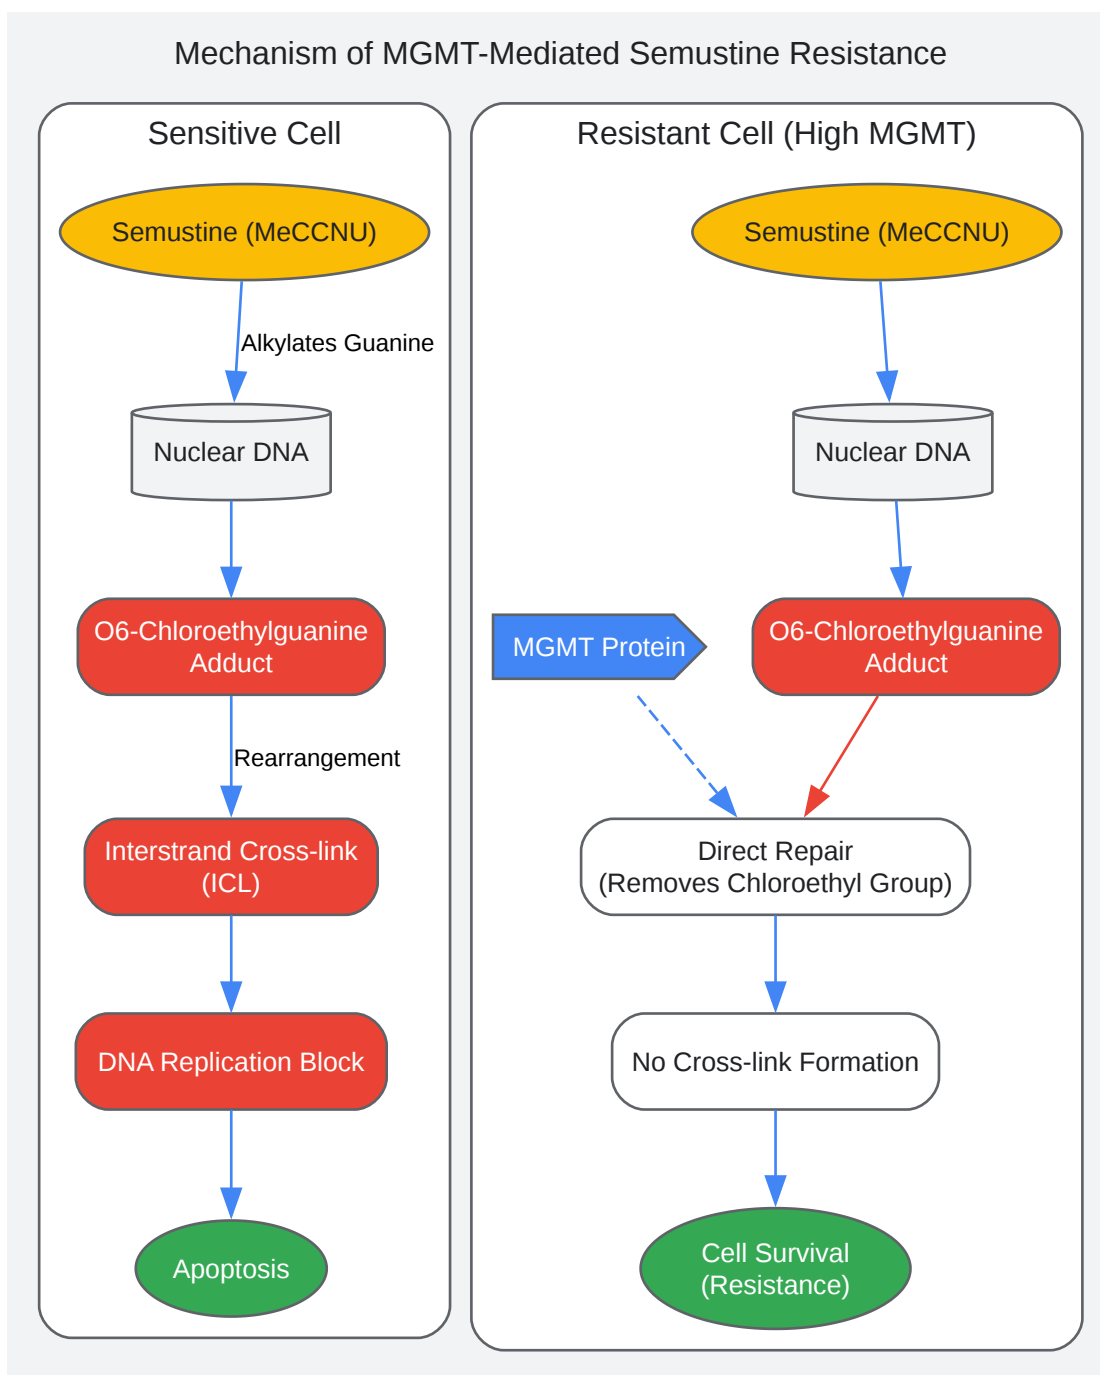 Mechanism of MGMT-Mediated Semustine Resistance
Sensitive Cell
Semustine (MeCCNU)
Alkylates Guanine
Nuclear DNA
O6-Chloroethylguanine
Adduct
Rearrangement
Interstrand Cross-link
(ICL)
DNA Replication Block
Apoptosis
Resistant Cell (High MGMT)
Semustine (MeCCNU)
Nuclear DNA
MGMT Protein
O6-Chloroethylguanine
Adduct
Direct Repair
(Removes Chloroethyl Group)
No Cross-link Formation
Cell Survival
(Resistance)